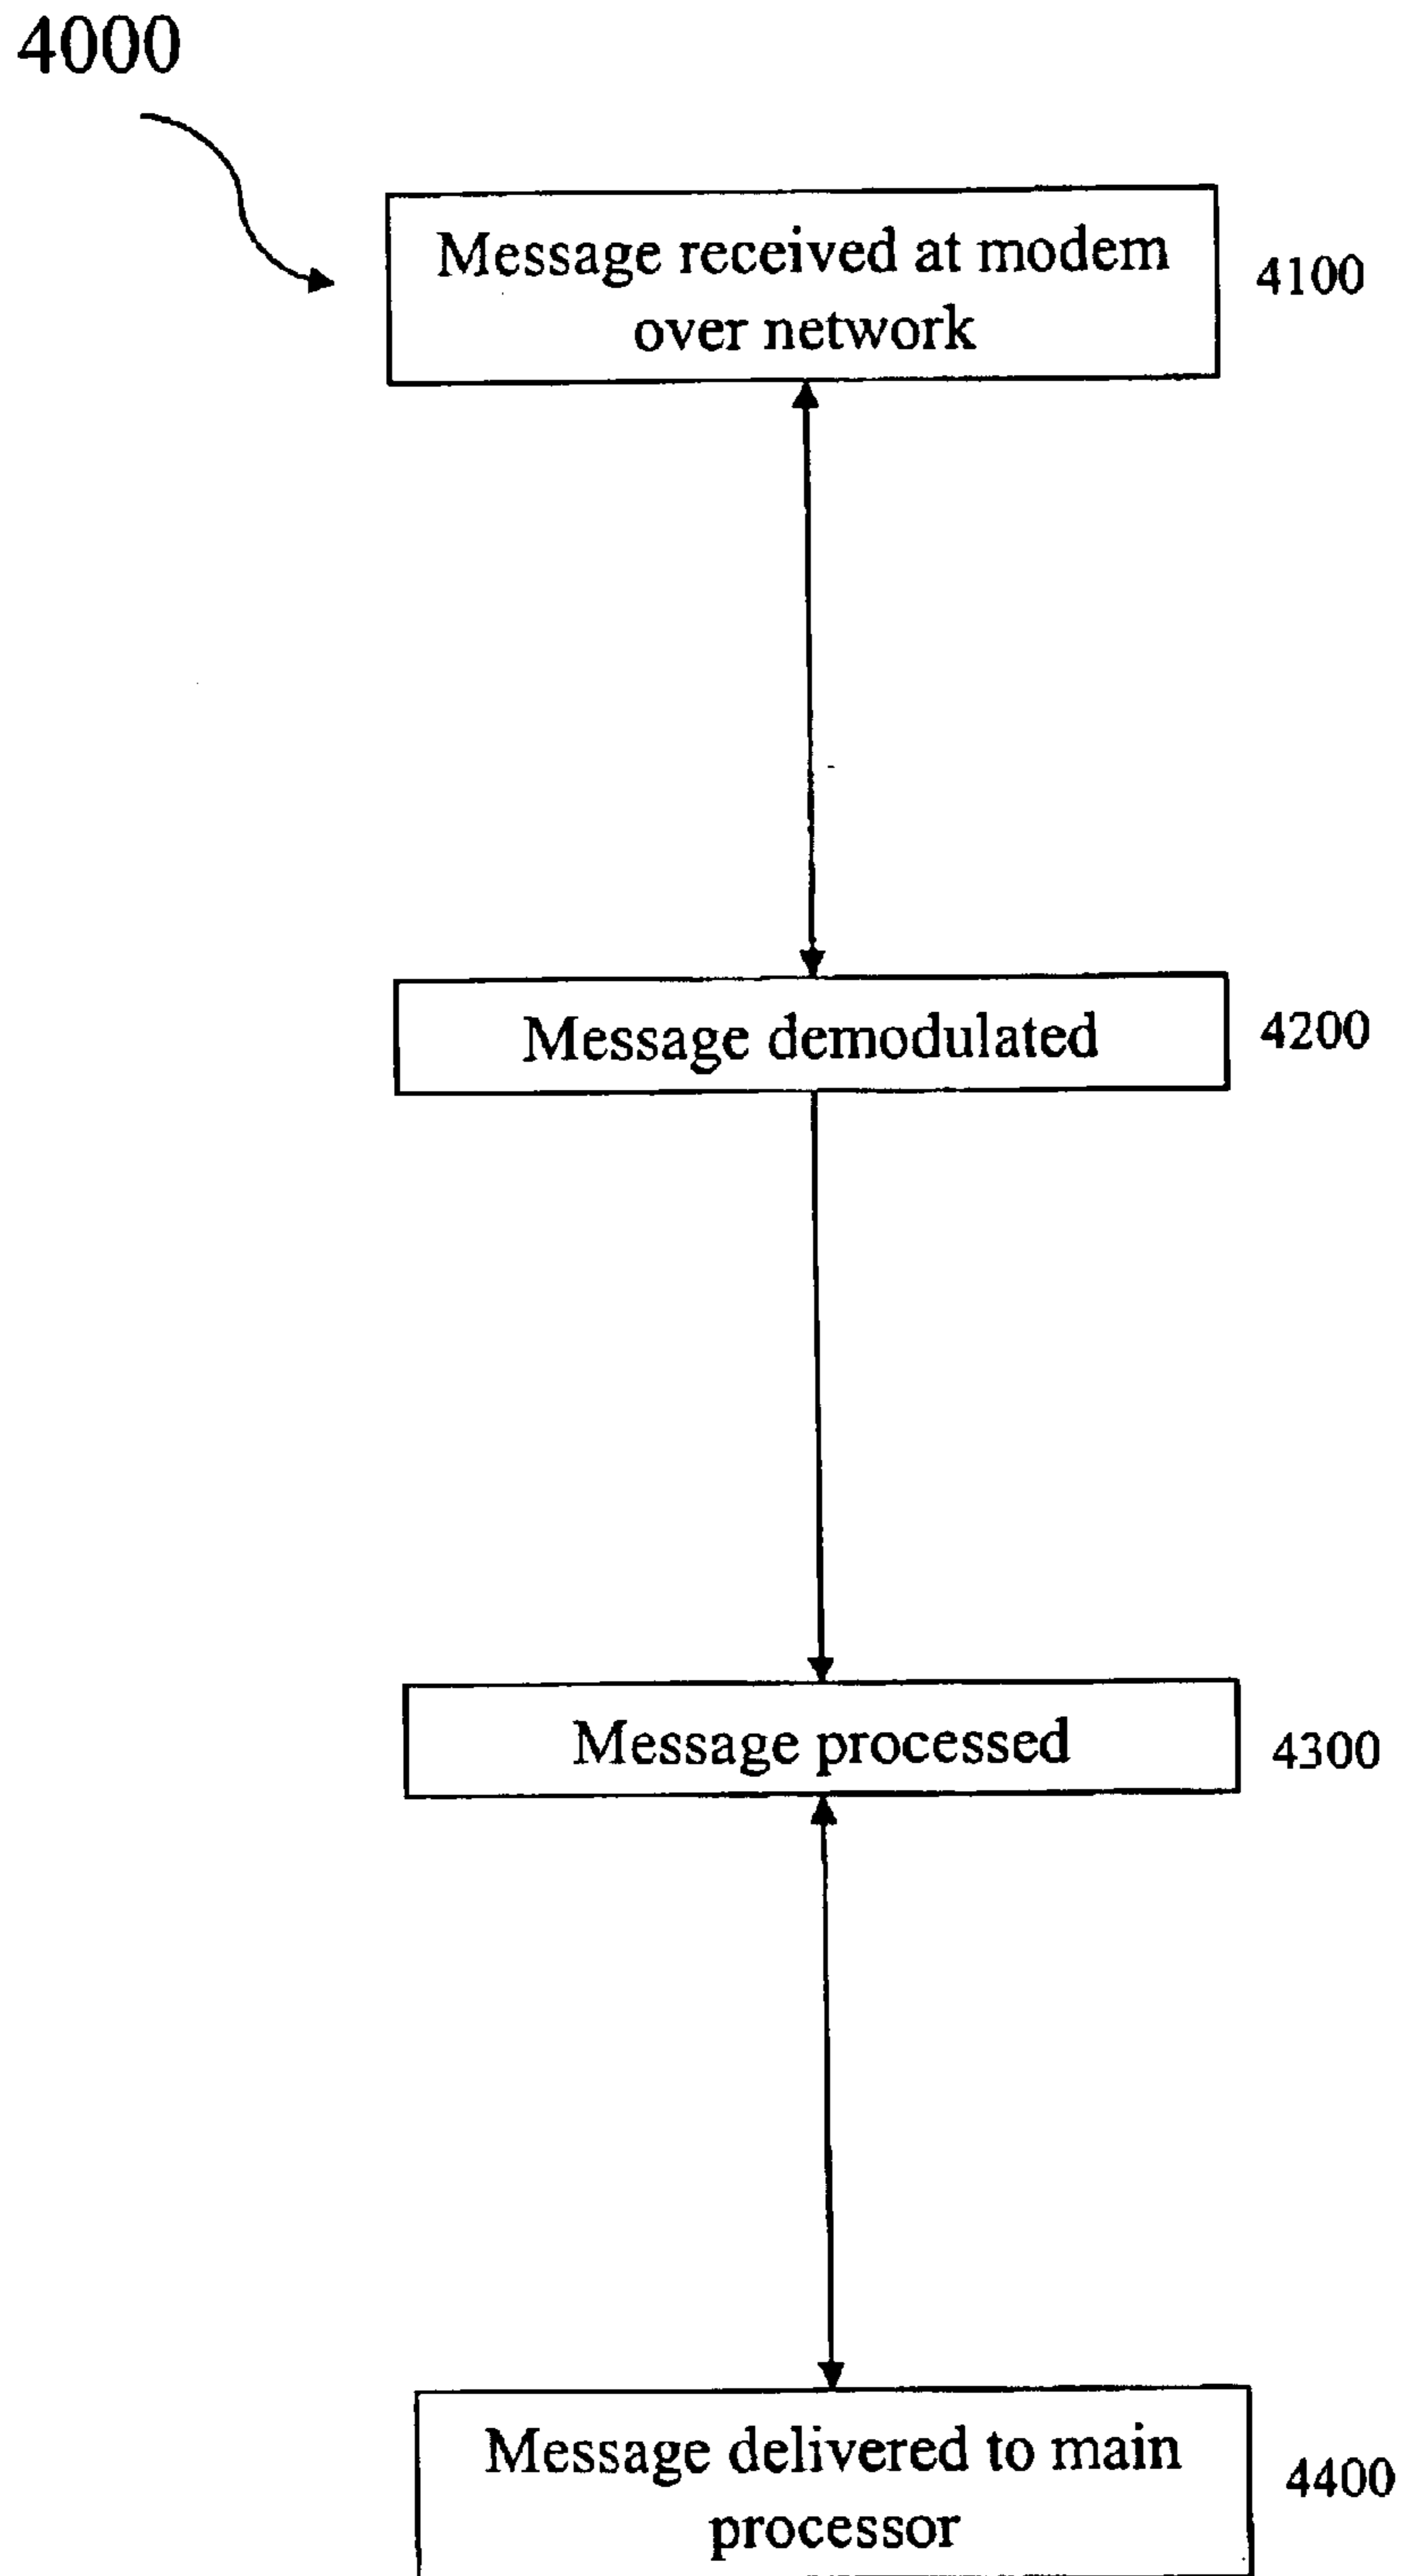 4000
Message received at modem
over network
4100
Message demodulated
4200
Message processed
4300
Message delivered to main
processor
4400